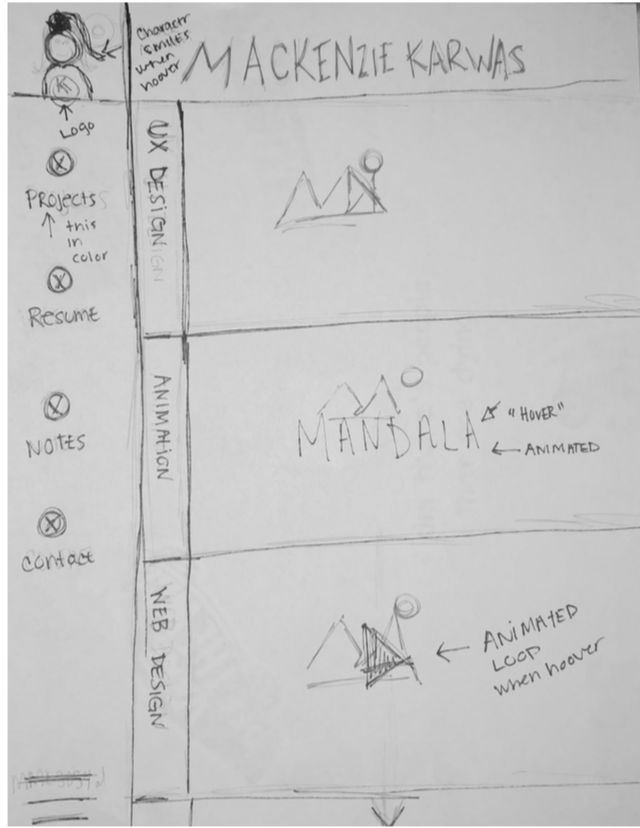 Character
ismiles
when
hoover
MACKENZIE KARWAS
K
Logo
UX DESIGN
PROjects
this
in
color
Resume
ANIMATION
MANDALA
"HOVER"
ANIMATED
NOTES
contact
WEB DESIGN
ANIMATED
LOOP
when hoover